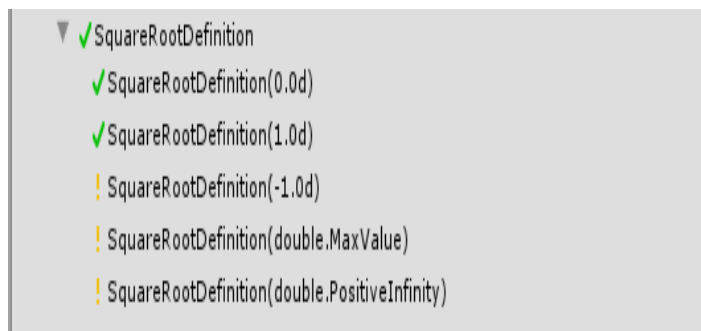 SquareRootDefinition
SquareRootDefinition(0.0d)
SquareRootDefinition(1.0d)
SquareRootDefinition(-1.0d)
SquareRootDefinition(double.MaxValue)
SquareRootDefinition(double.PositiveInfinity)